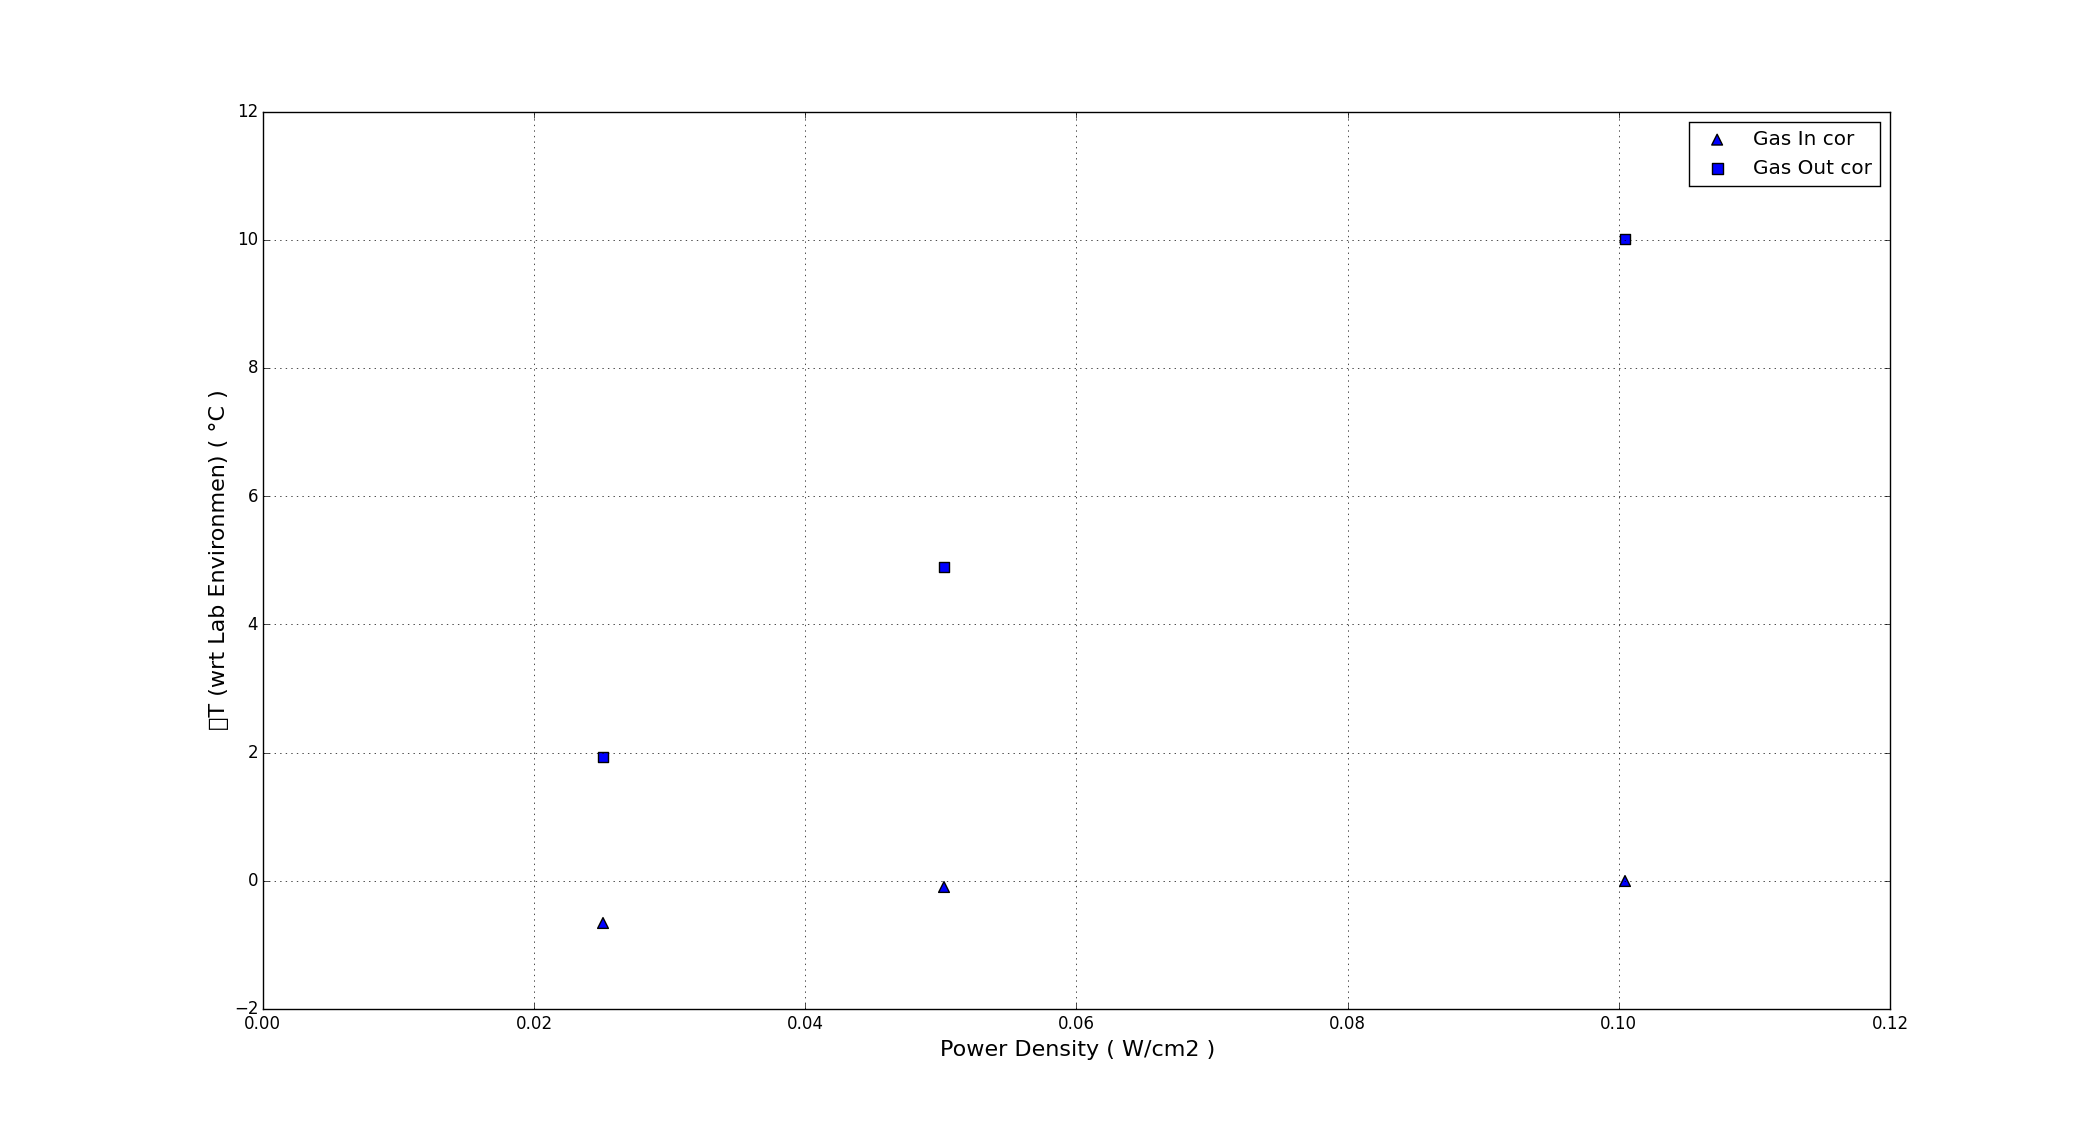 12
10
8
6
4
2
0
−2
0.00 0.02 0.04 0.06 0.08 0.10 0.12
Power Density ( W/cm2 )
▯T (wrt Lab Environmen) ( °C )
Gas In cor
Gas Out cor